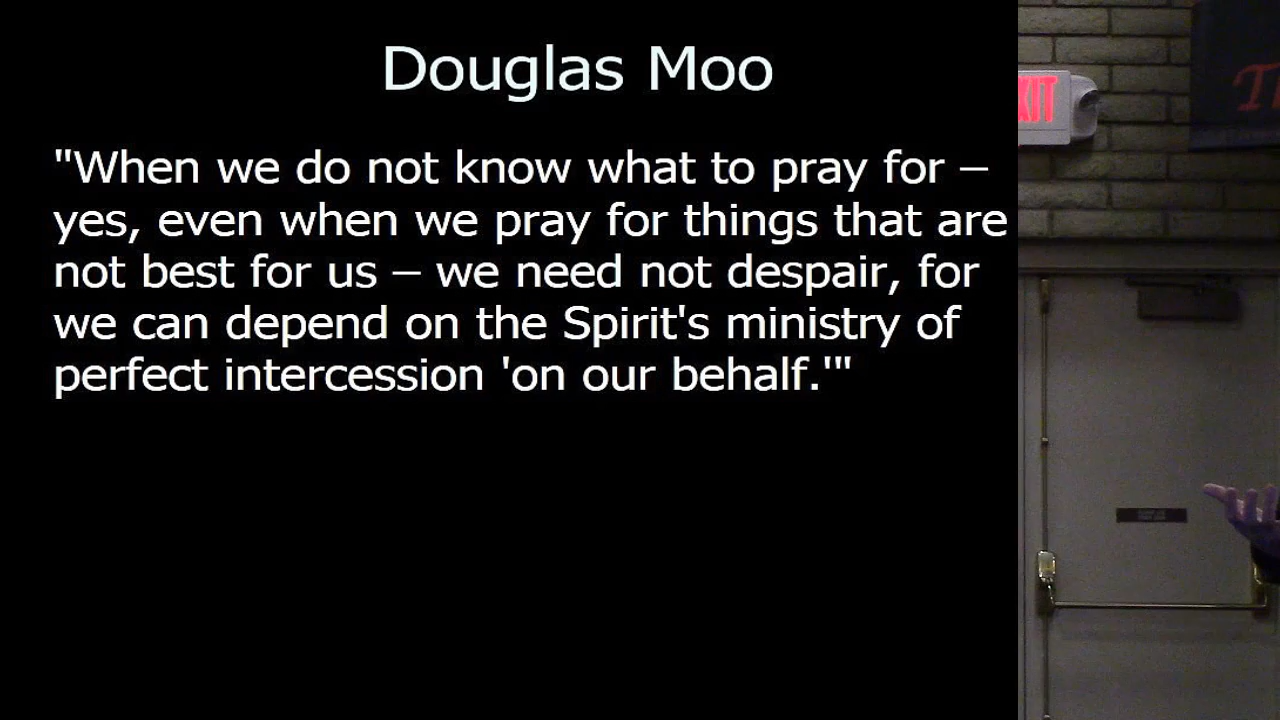 Douglas Moo
"When we do not know what to pray for –
yes, even when we pray for things that are
not best for us – we need not despair, for
we can depend on the Spirit's ministry of
perfect intercession 'on our behalf.'"